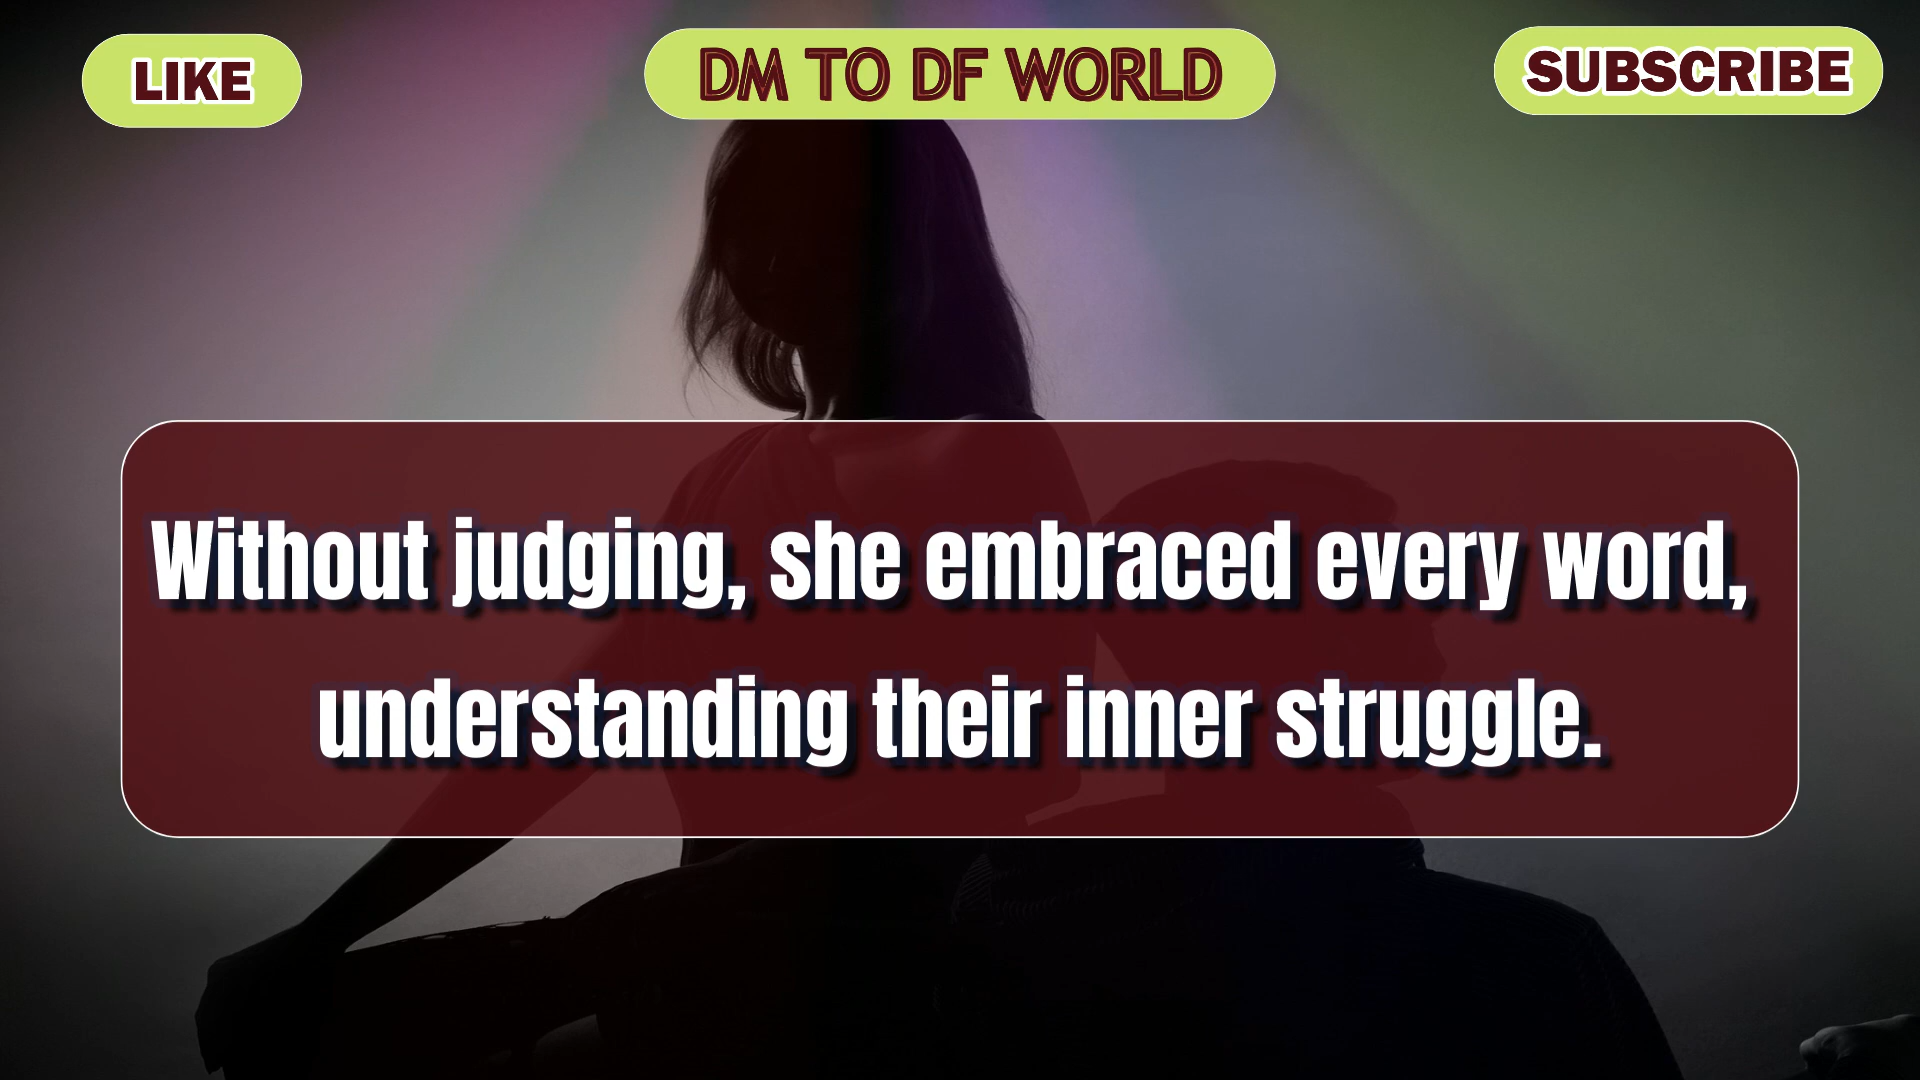 LIKE
DM TO DF WORLD
SUBSCRIBE
Without judging, she embraced every word,
understanding their inner struggle.